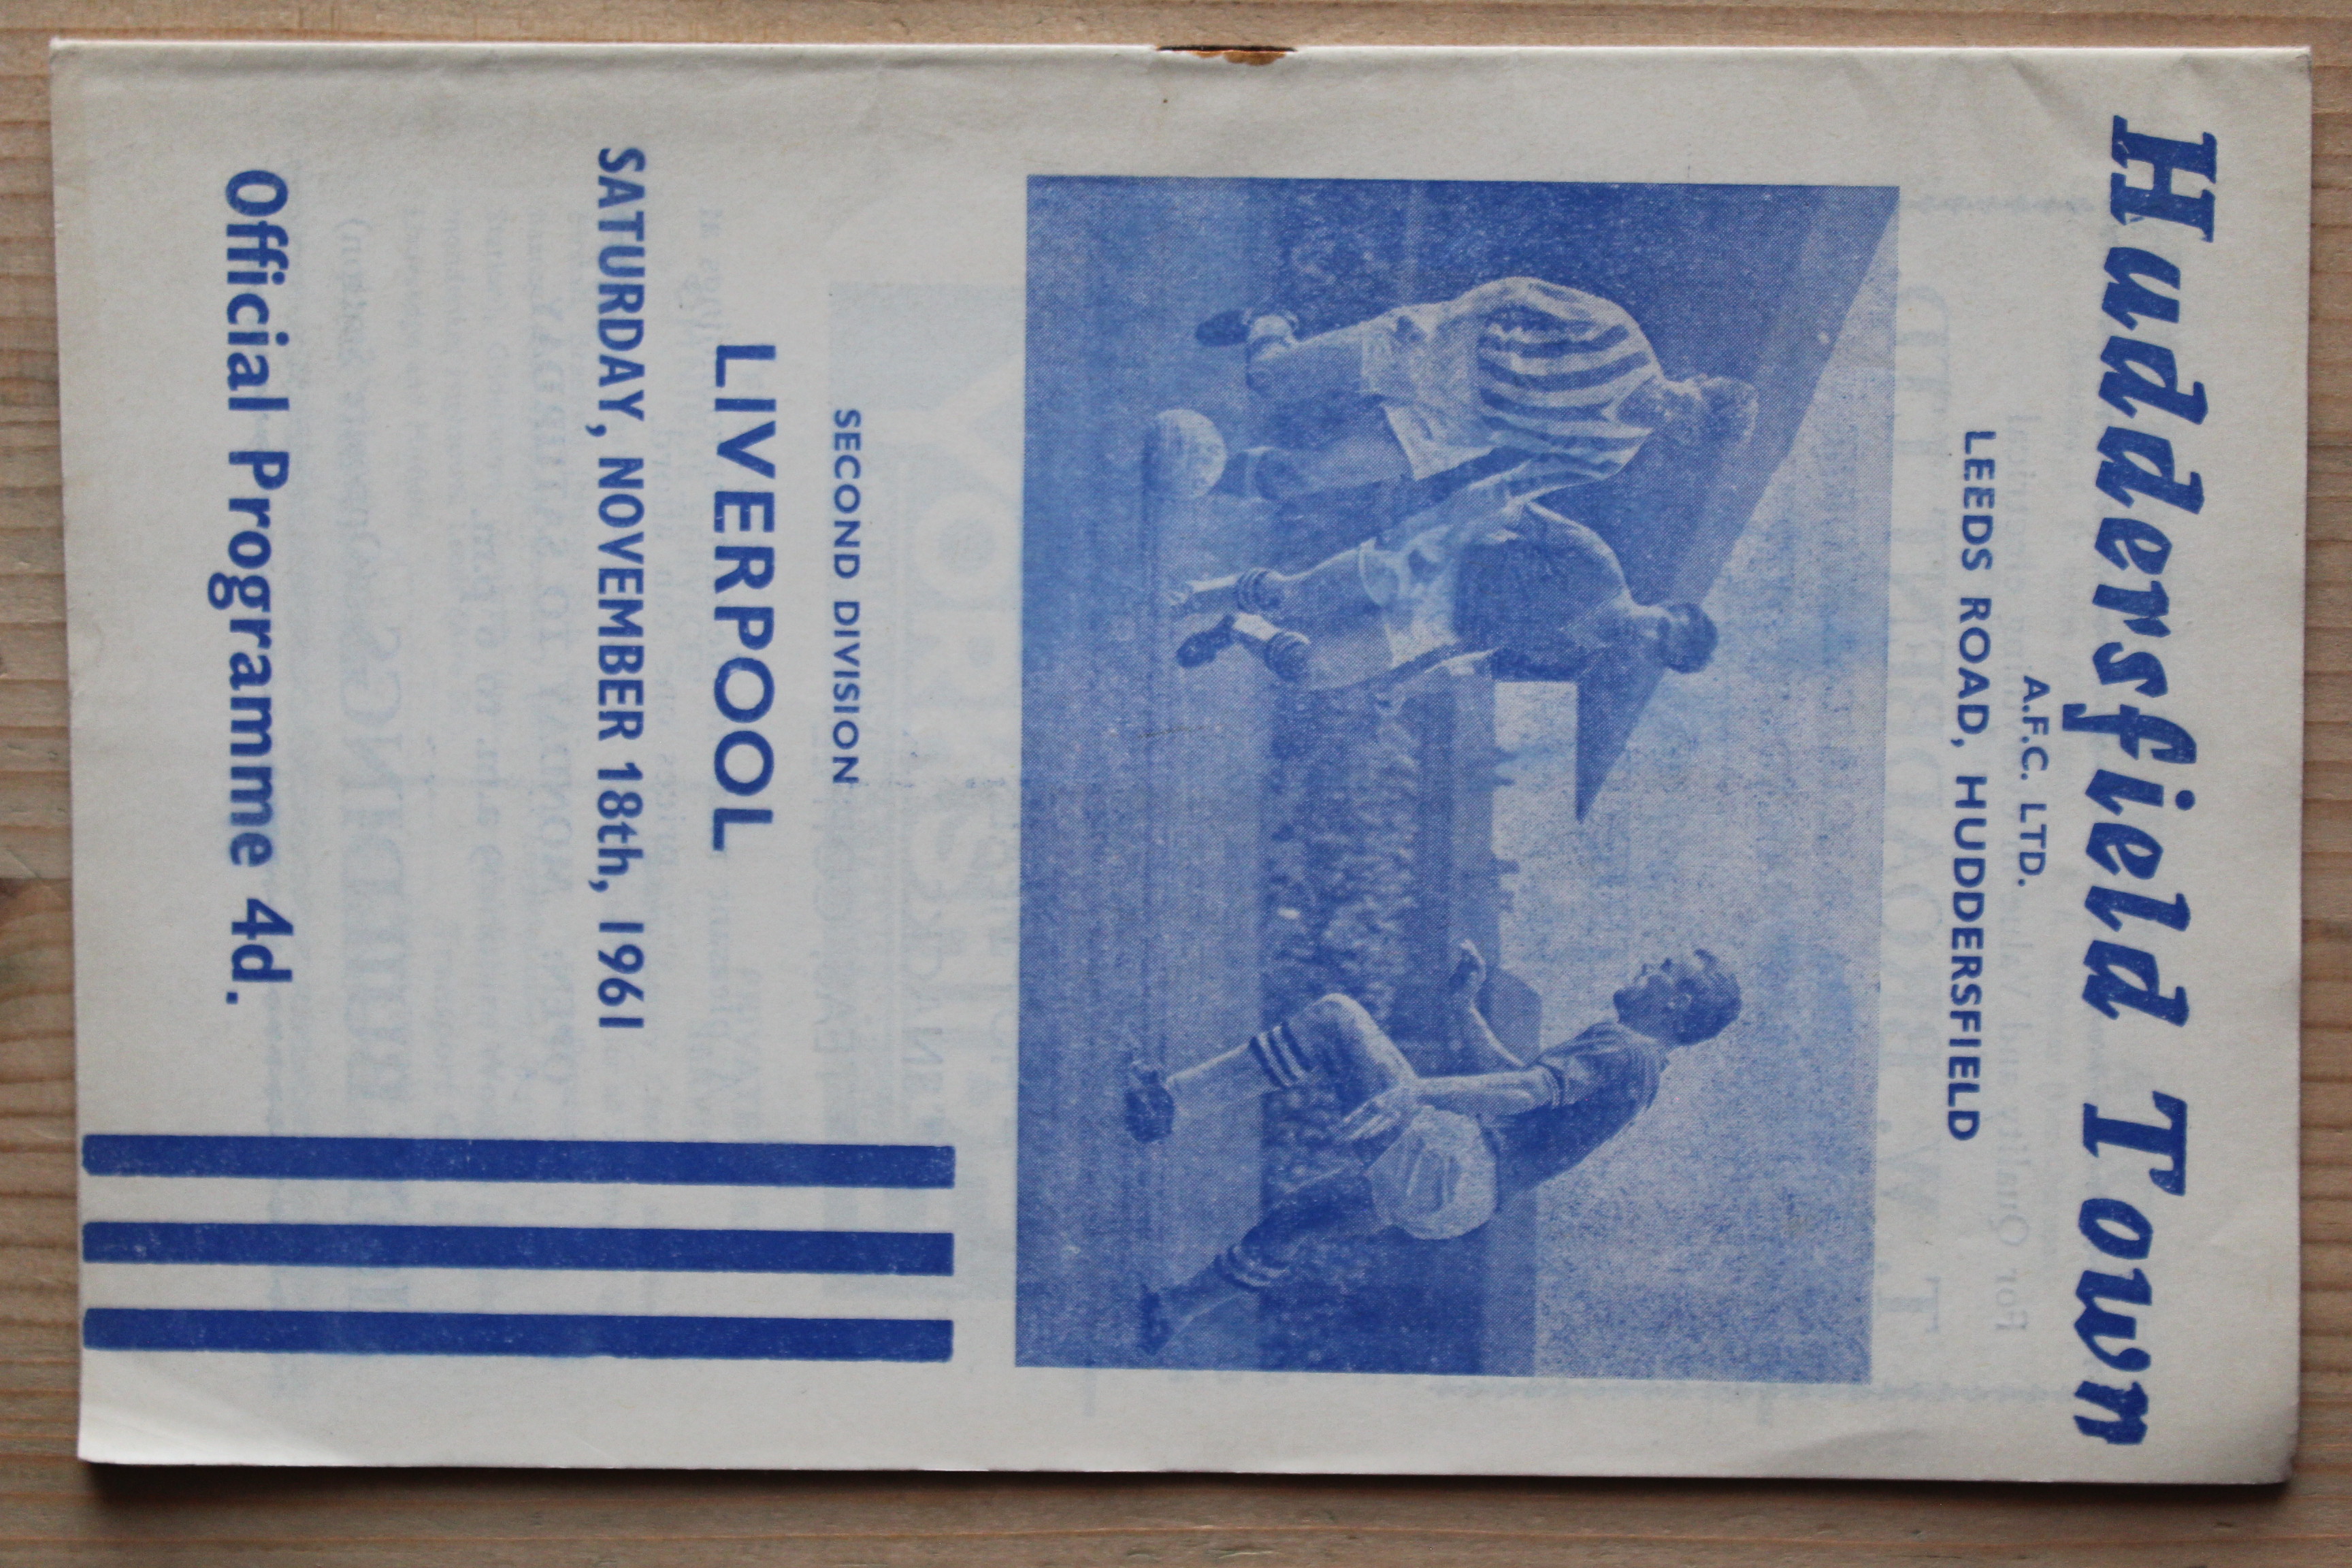 Huddersfield Town
A.F.C. LTD.
LEEDS ROAD, HUDDERSFIELD
SECOND DIVISION
LIVERPOOL
SATURDAY, NOVEMBER 18th, 1961
Official Programme 4d.